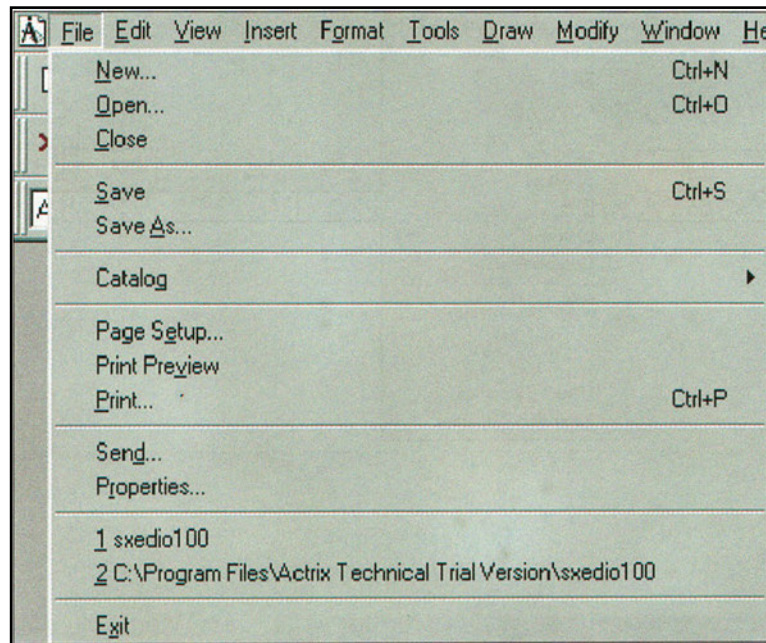 File Edit View Insert Format Tools Draw Modify Window He
New... Ctrl+N
Open... Ctrl+O
Close
Save Ctrl+S
Save As...
Catalog
Page Setup...
Print Preview
Print... Ctrl+P
Send...
Properties...
1 sxedio100
2 C:\Program Files\Actrix Technical Trial Version\sxedio100
Exit